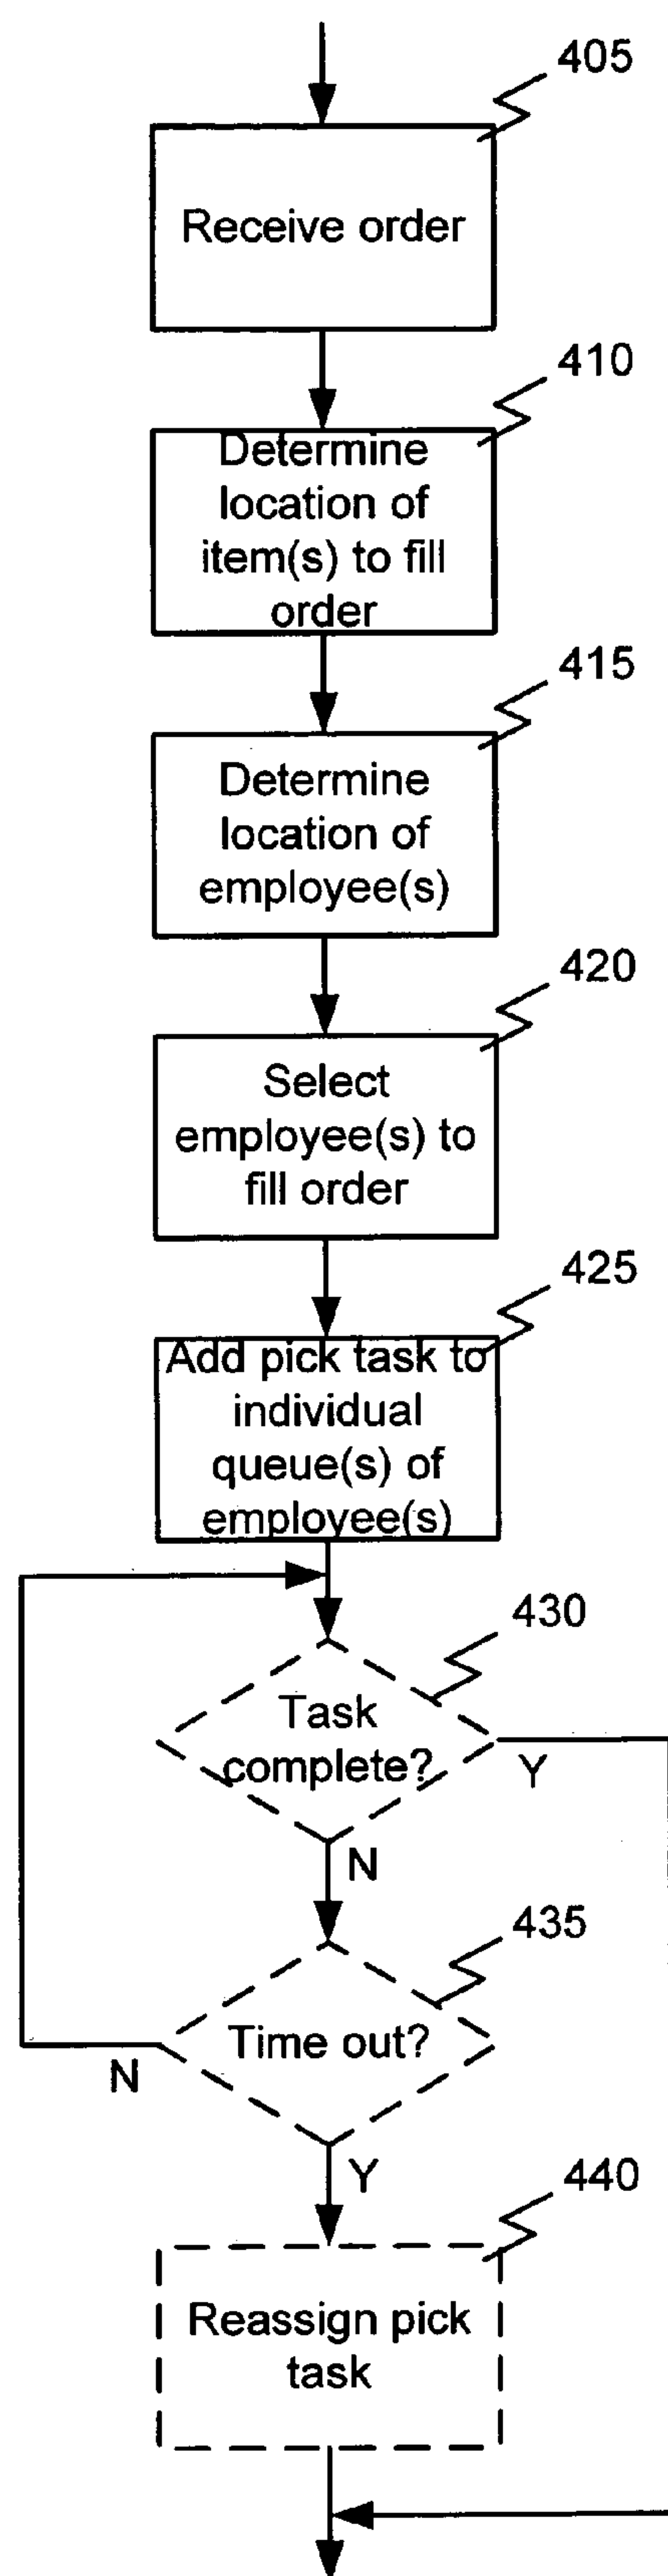 405
Receive order
410
Determine
location of
item(s) to fill
order
415
Determine
location of
employee(s)
420
Select
employee(s) to
fill order
425
Add pick task to
individual
queue(s) of
employee(s)
430
Task
complete?
Y
N
435
Time out?
N
Y
440
Reassign pick
task